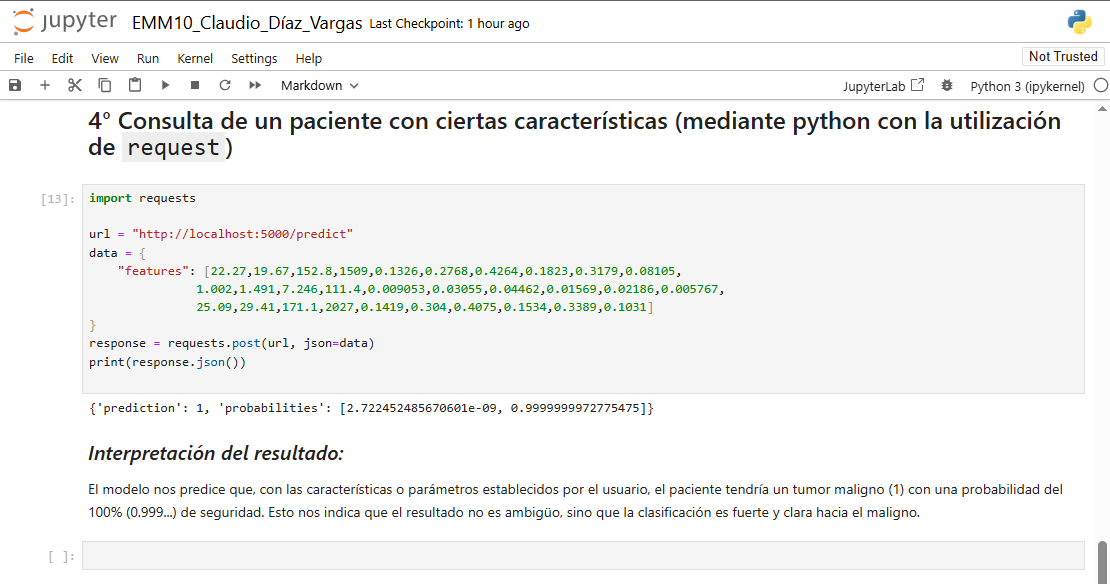 jupyter EMM10_Claudio_Díaz_Vargas Last Checkpoint: 1 hour ago
File Edit View Run Kernel Settings Help Not Trusted
Markdown JupyterLab Python 3 (ipykernel)
4° Consulta de un paciente con ciertas características (mediante python con la utilización
de request)
[13]:
import requests
url = "http://localhost:5000/predict"
data = {
"features": [22.27,19.67,152.8,1509,0.1326,0.2768,0.4264,0.1823,0.3179,0.08105,
1.002,1.491,7.246,111.4,0.009053,0.03055,0.04462,0.01569,0.02186,0.005767,
25.09,29.41,171.1,2027,0.1419,0.304,0.4075,0.1534,0.3389,0.1031]
}
response = requests.post(url, json=data)
print(response.json())
{'prediction': 1, 'probabilities': [2.722452485670601e-09, 0.9999999972775475]}
Interpretación del resultado:
El modelo nos predice que, con las características o parámetros establecidos por el usuario, el paciente tendría un tumor maligno (1) con una probabilidad del
100% (0.999...) de seguridad. Esto nos indica que el resultado no es ambigüo, sino que la clasificación es fuerte y clara hacia el maligno.
[ ]: